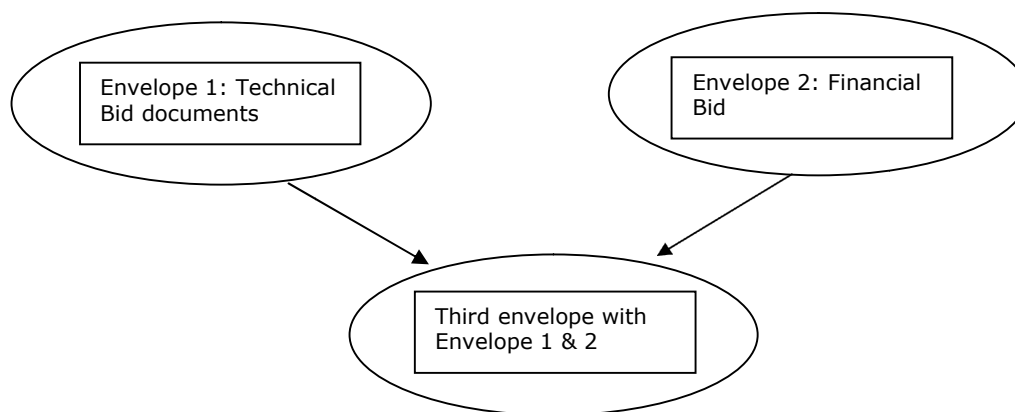 Envelope 1: Technical
Bid documents
Envelope 2: Financial
Bid
Third envelope with
Envelope 1 & 2